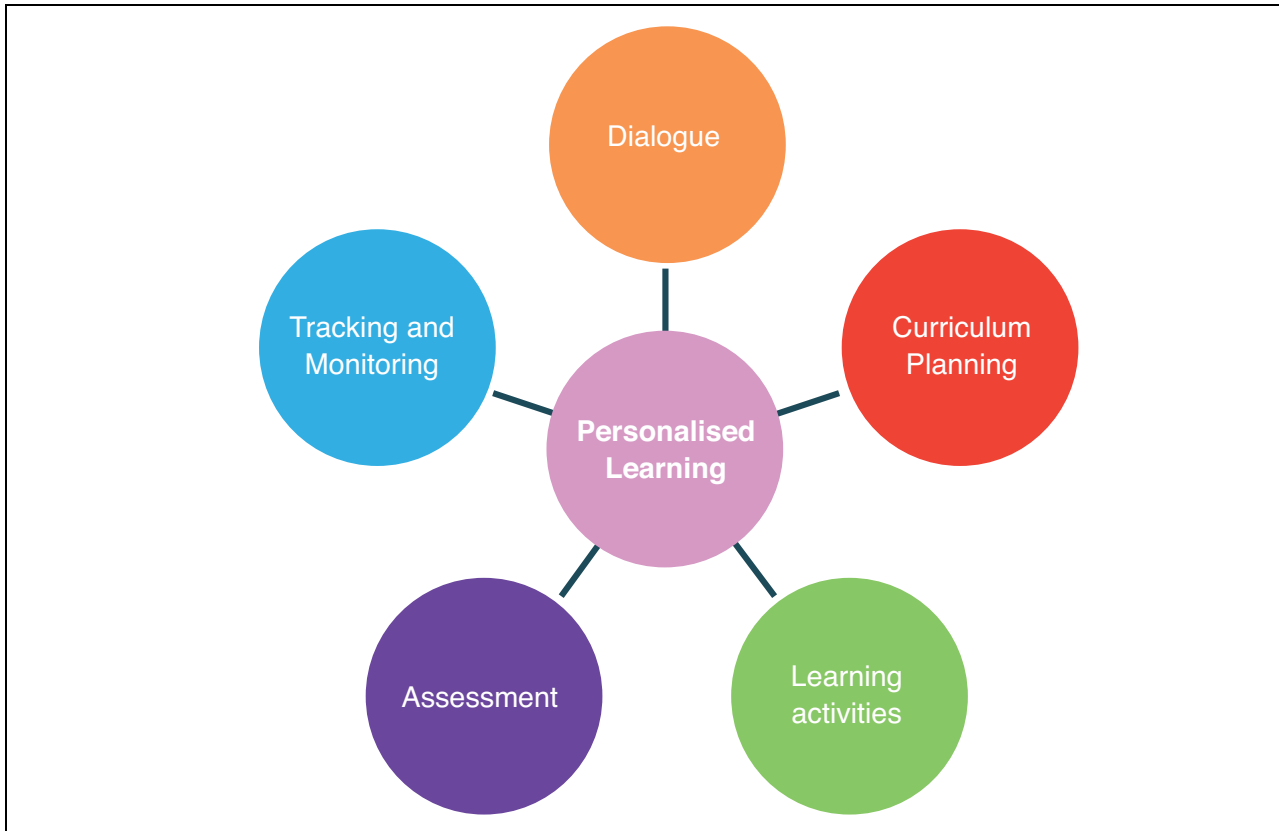 Dialogue
Tracking and
Monitoring
Curriculum
Planning
Personalised
Learning
Assessment
Learning
activities